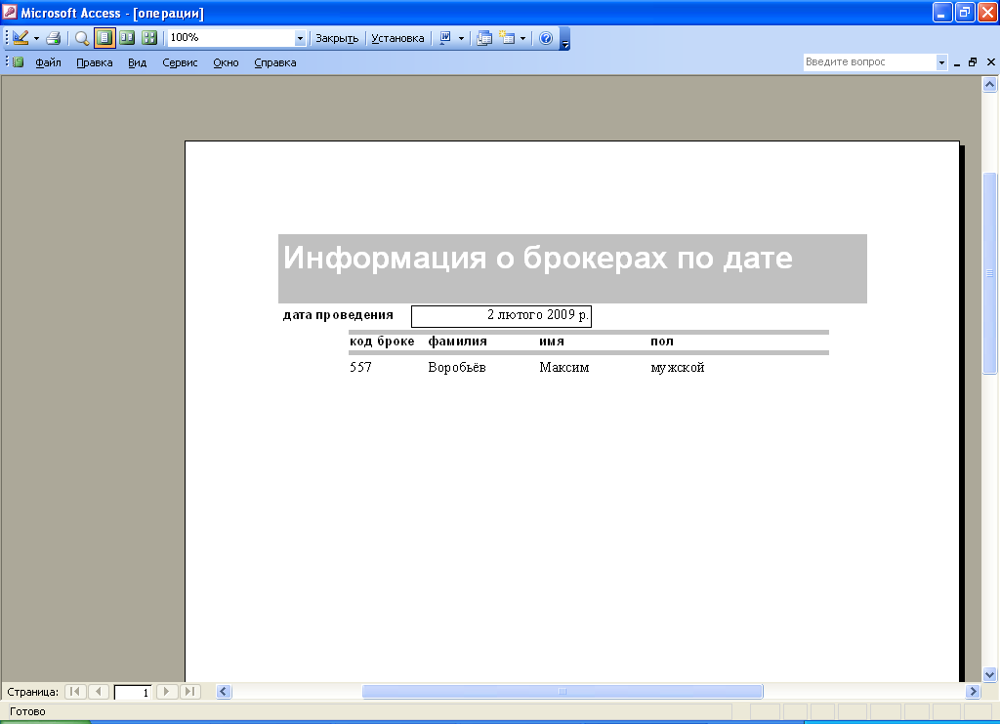 Microsoft Access - [операции]
100% Закрыть Установка
Файл Правка Вид Сервис Окно Справка Введите вопрос
Информация о брокерах по дате
дата проведения 2 лютого 2009 р.
код броке фамилия имя пол
557 Воробьёв Максим мужской
Страница: 1
Готово